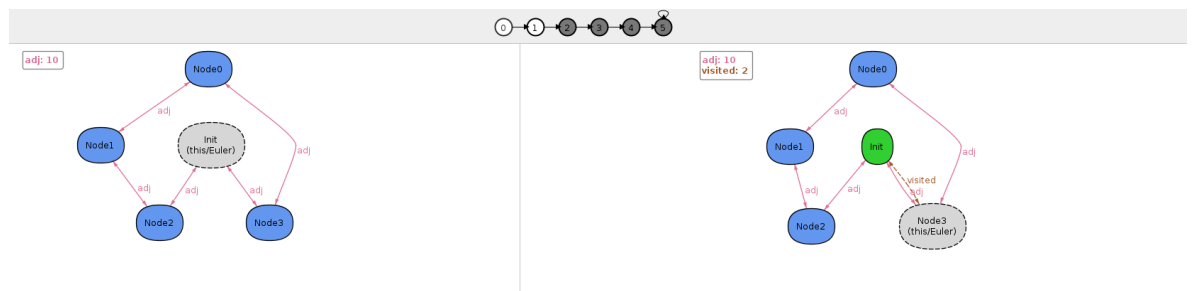 0 1 2 3 4 5
adj: 10
Node0
adj
Node1
Init
(this/Euler)
adj
adj
adj
adj
Node2
Node3
adj: 10
visited: 2
Node0
adj
Node1
Init
adj
visited
adj
adj
adj
Node2
Node3
(this/Euler)